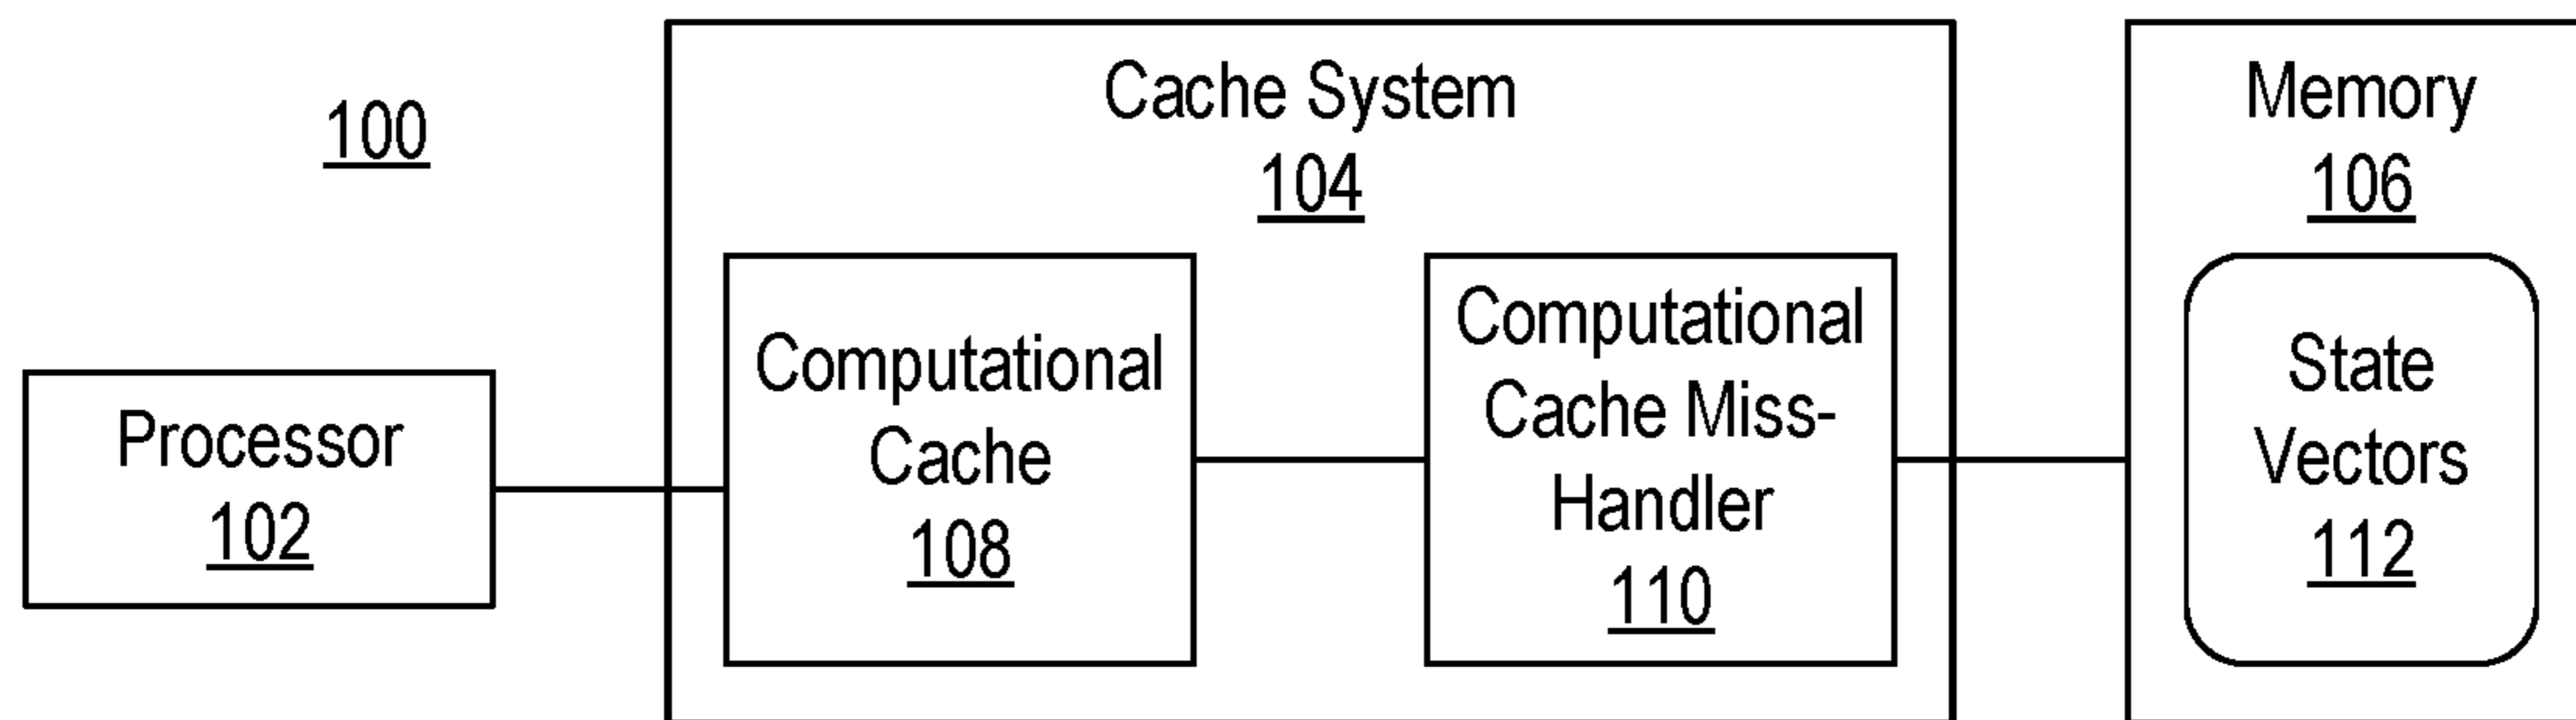 100
Cache System
104
Memory
106
Processor
102
Computational
Cache
108
Computational
Cache Miss-
Handler
110
State
Vectors
112